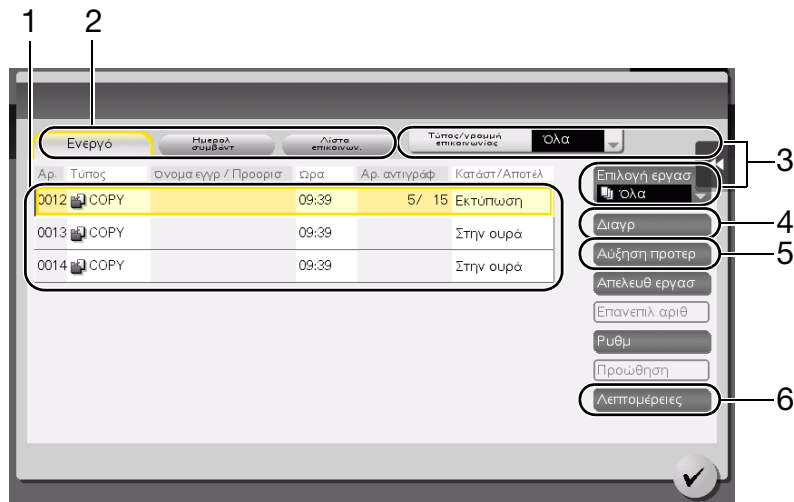 1 2
Ενεργό Ημερολ συμβάντ Λίστα επικοινων. Τύπος/γραμμή επικοινωνίας Όλα
3
Αρ. Τύπος Όνομα εγγρ / Προορισ Ώρα Αρ. αντιγράφ Κατάστ/Αποτέλ Επιλογή εργασ
Όλα
0012 COPY 09:39 5/ 15 Εκτύπωση
Διαγρ 4
0013 COPY 09:39 Στην ουρά
Αύξηση προτερ 5
0014 COPY 09:39 Στην ουρά
Απελευθ εργασ
Επανεπιλ αριθ
Ρυθμ
Προώθηση
Λεπτομέρειες 6